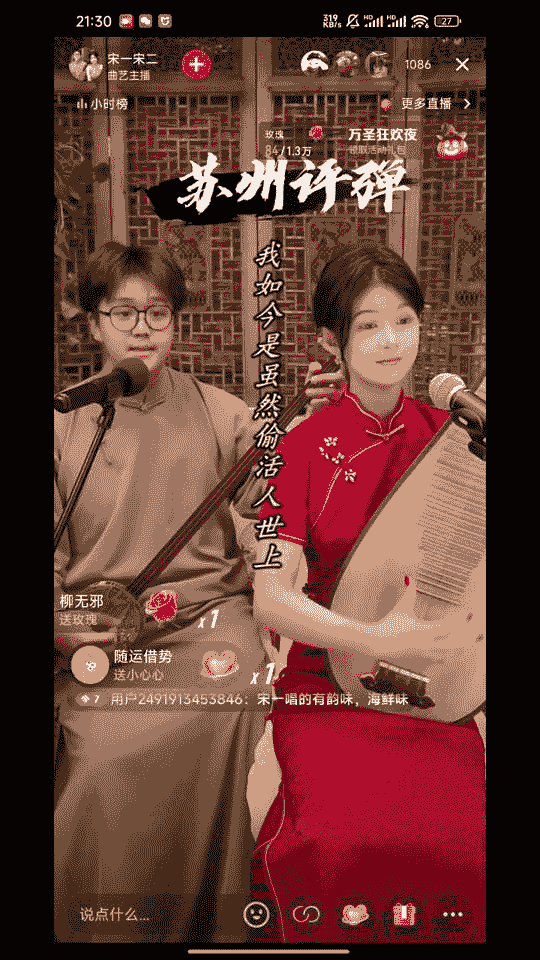 21:30
319
KB/s
HD
HD
27
宋一宋二
曲艺主播
1086
小时榜
更多直播
玫瑰
84/1.3万
万圣狂欢夜
领取活动礼包
苏州评弹
我如今是虽然偷活人世上
柳无邪
送玫瑰
x1
随运借势
送小心心
x1
7 用户2491913453846：宋一唱的有韵味，海鲜味
说点什么...